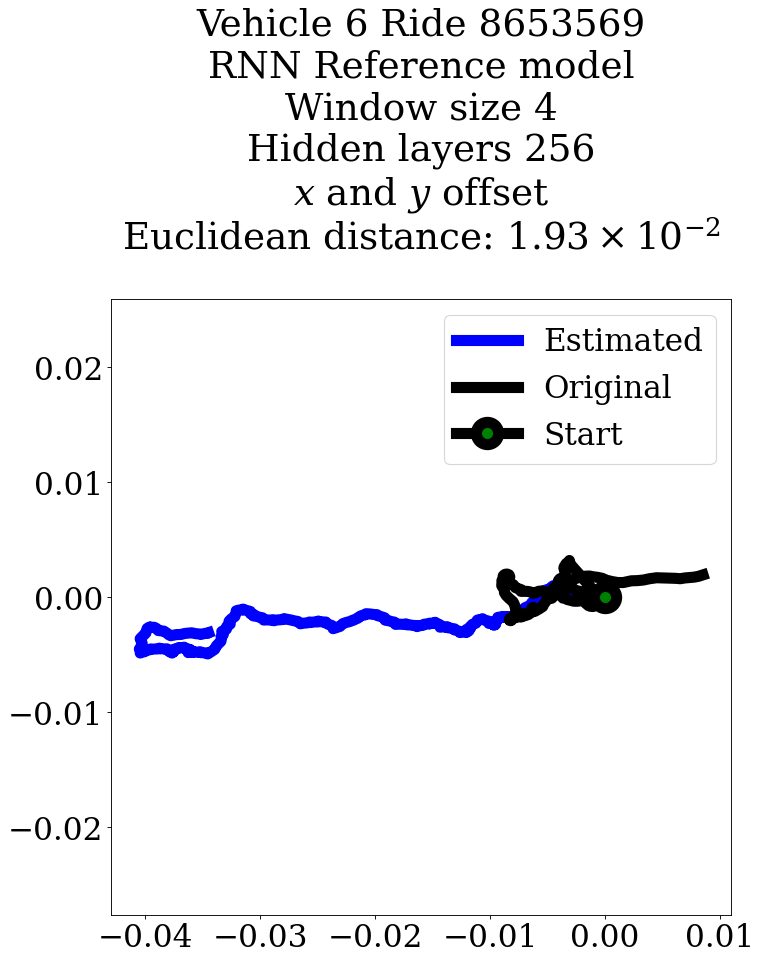 Vehicle 6 Ride 8653569
RNN Reference model
Window size 4
Hidden layers 256
x and y offset
Euclidean distance: 1.93 × 10⁻²
Estimated
Original
Start
0.02
0.01
0.00
−0.01
−0.02
−0.04 −0.03 −0.02 −0.01 0.00 0.01